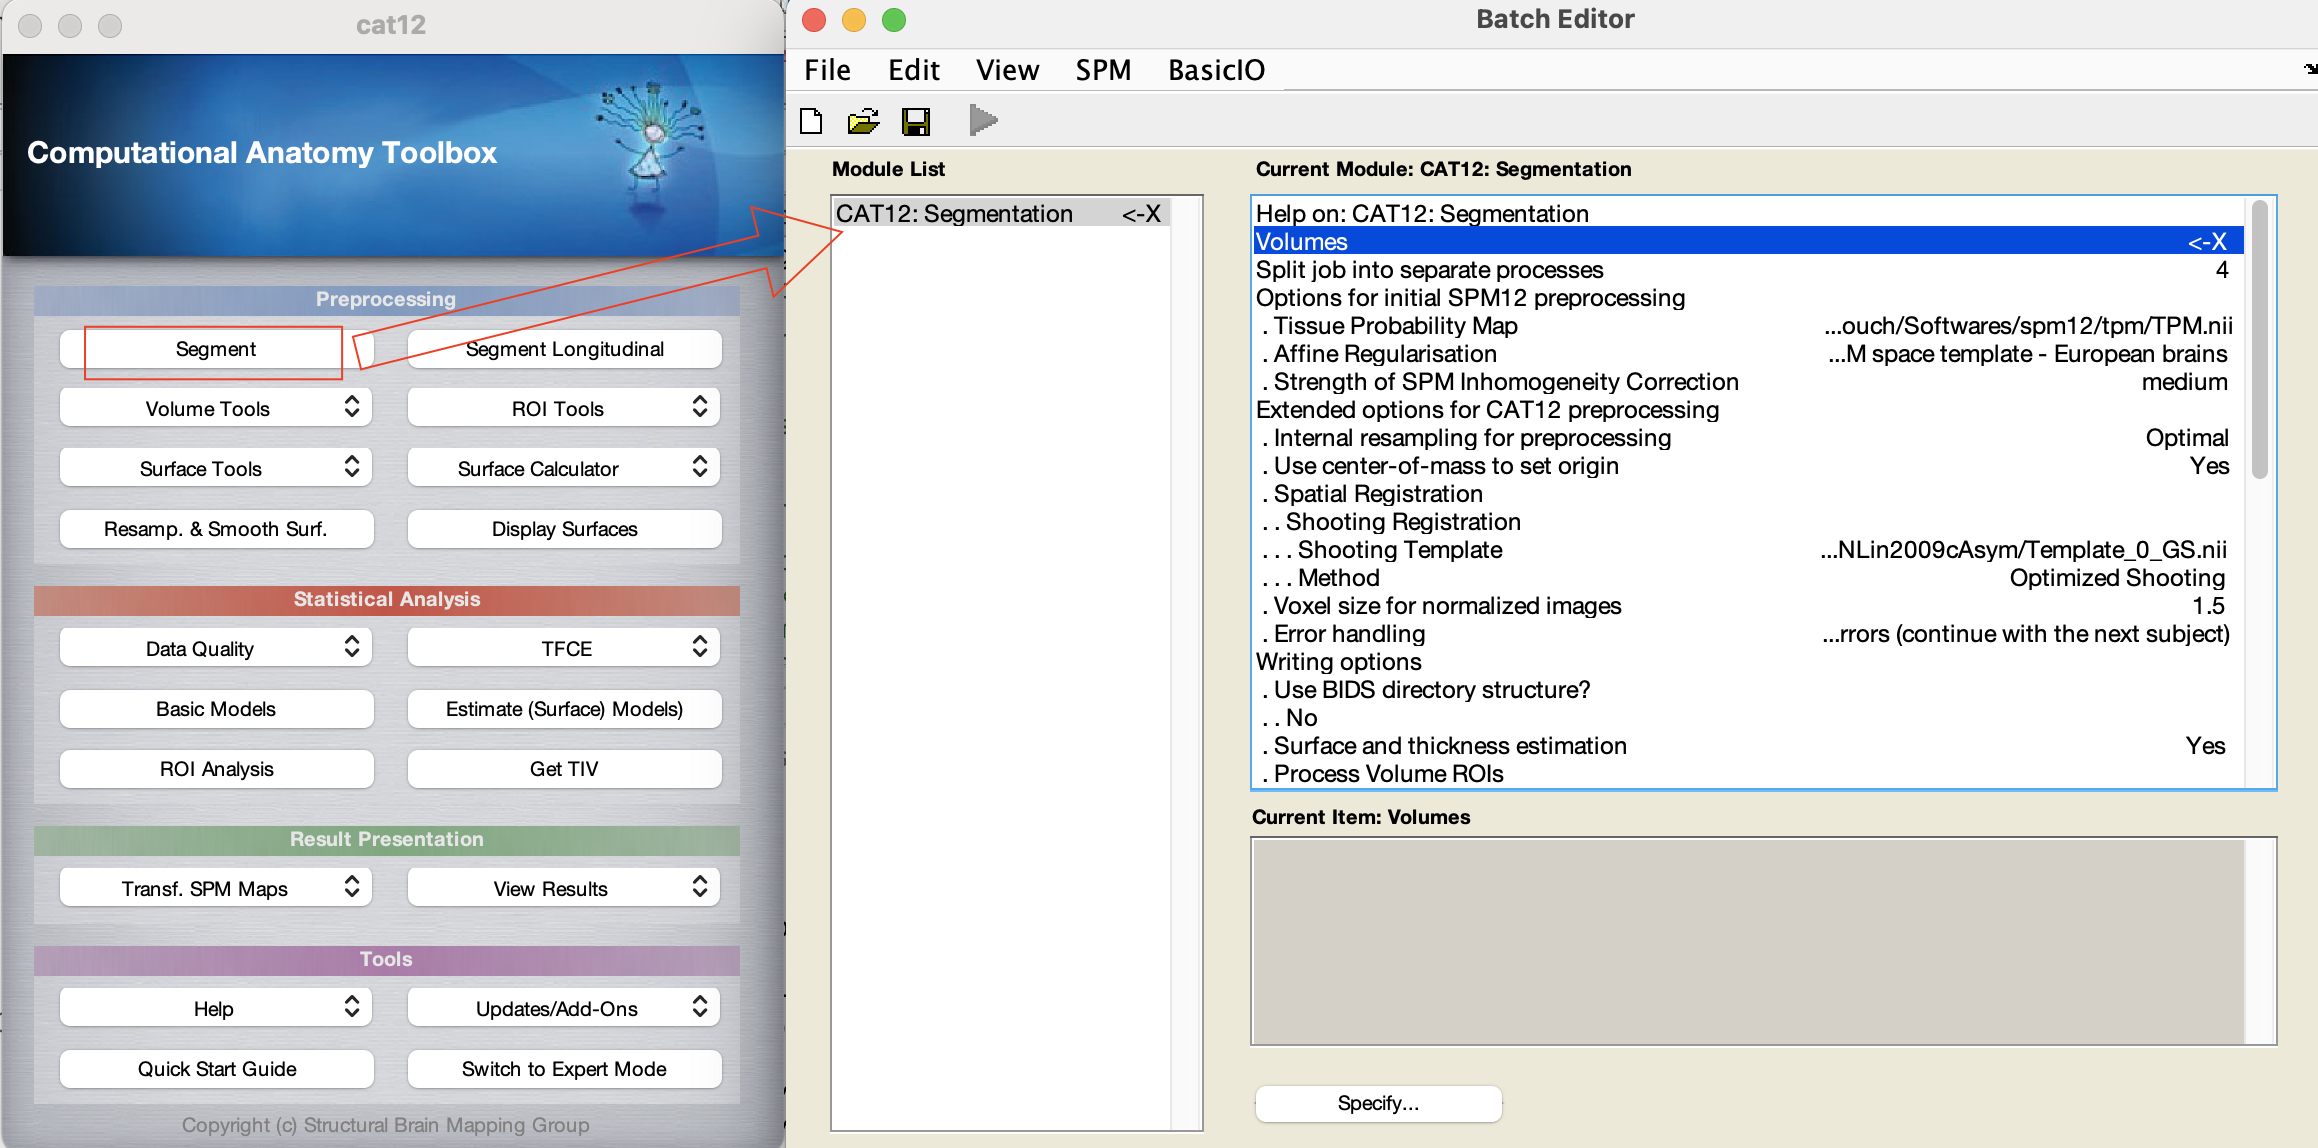 cat12
Computational Anatomy Toolbox
Preprocessing
Segment
Segment Longitudinal
Volume Tools
ROI Tools
Surface Tools
Surface Calculator
Resamp. & Smooth Surf.
Display Surfaces
Statistical Analysis
Data Quality
TFCE
Basic Models
Estimate (Surface) Models)
ROI Analysis
Get TIV
Result Presentation
Transf. SPM Maps
View Results
Tools
Help
Updates/Add-Ons
Quick Start Guide
Switch to Expert Mode
Copyright (c) Structural Brain Mapping Group
Batch Editor
File Edit View SPM BasicIO
Module List
CAT12: Segmentation <-X
Current Module: CAT12: Segmentation
Help on: CAT12: Segmentation
Volumes <-X
Split job into separate processes 4
Options for initial SPM12 preprocessing
. Tissue Probability Map ...ouch/Softwares/spm12/tpm/TPM.nii
. Affine Regularisation ...M space template - European brains
. Strength of SPM Inhomogeneity Correction medium
Extended options for CAT12 preprocessing
. Internal resampling for preprocessing Optimal
. Use center-of-mass to set origin Yes
. Spatial Registration
. . Shooting Registration
. . . Shooting Template ...NLin2009cAsym/Template_0_GS.nii
. . . Method Optimized Shooting
. Voxel size for normalized images 1.5
. Error handling ...rrors (continue with the next subject)
Writing options
. Use BIDS directory structure?
. . No
. Surface and thickness estimation Yes
. Process Volume ROIs
Current Item: Volumes
Specify...